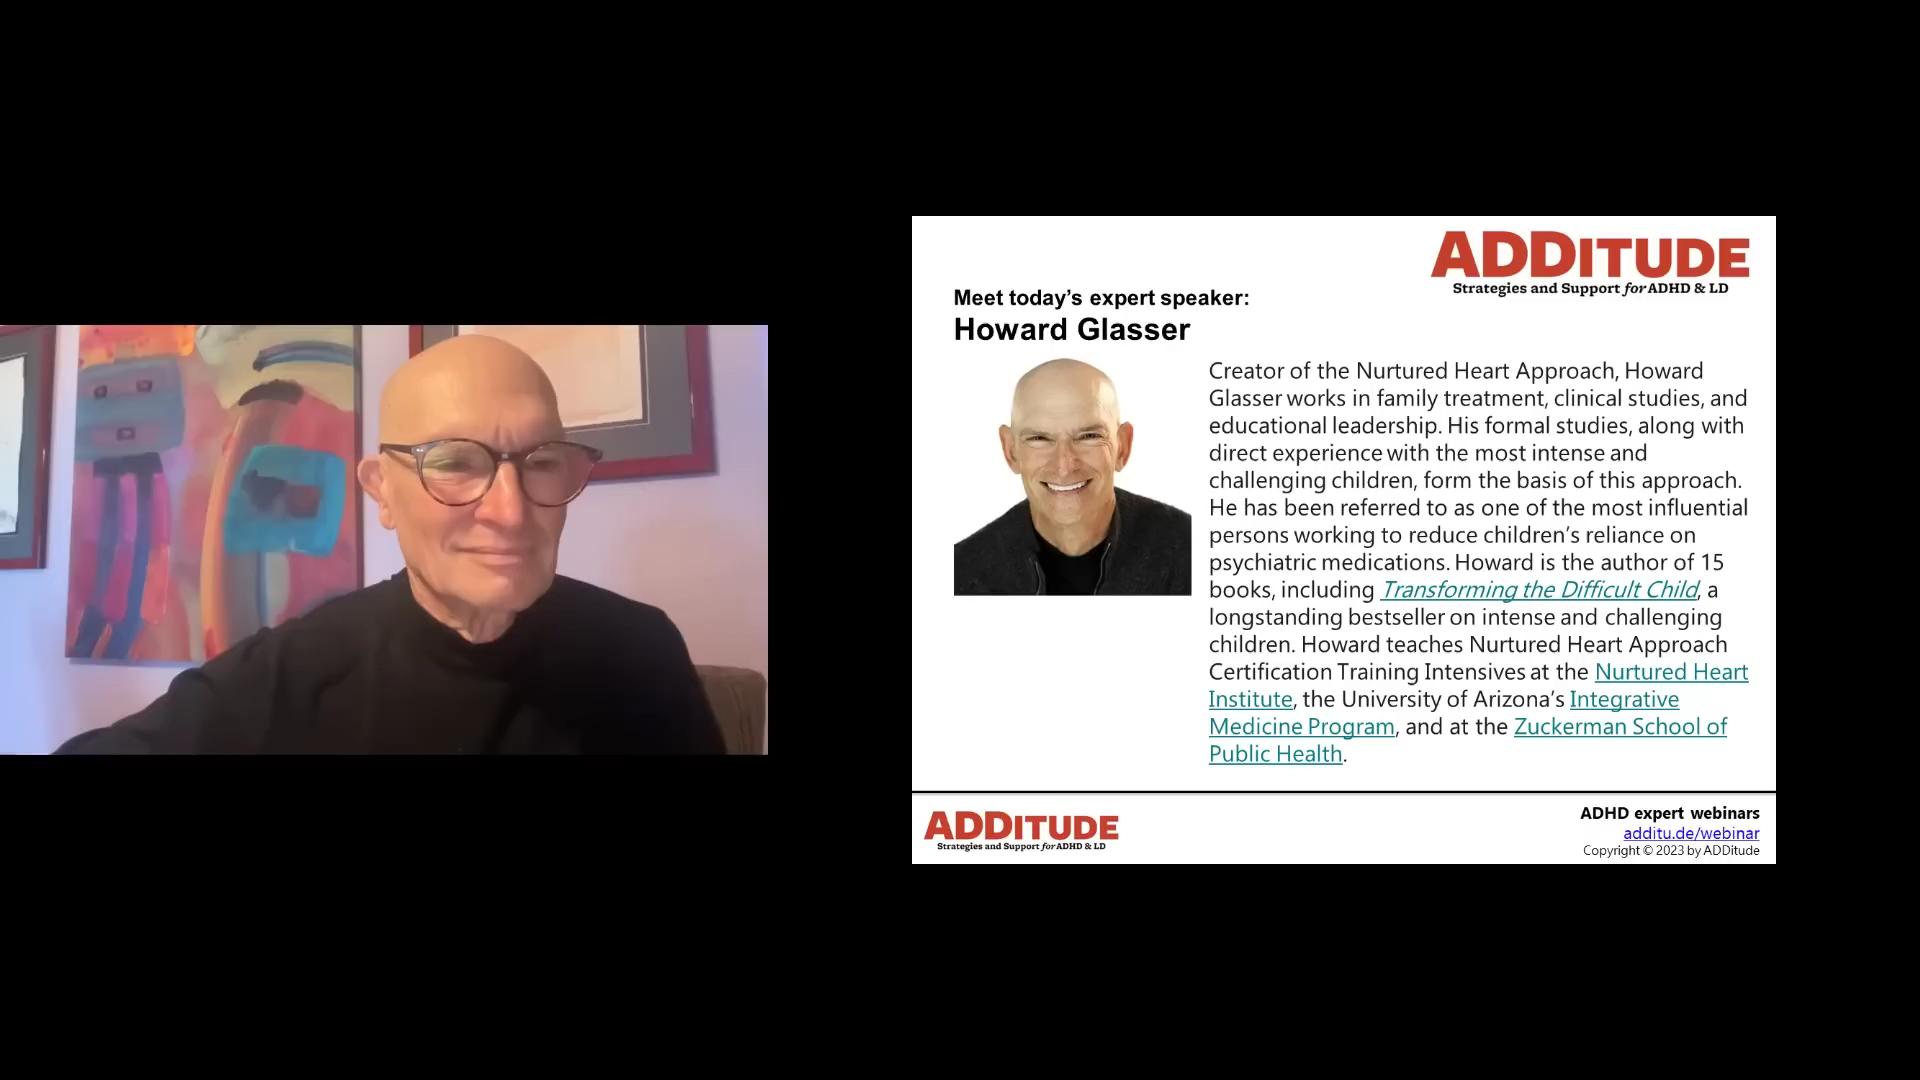 ADDITUDE
Strategies and Support for ADHD & LD
Meet today’s expert speaker:
Howard Glasser
Creator of the Nurtured Heart Approach, Howard
Glasser works in family treatment, clinical studies, and
educational leadership. His formal studies, along with
direct experience with the most intense and
challenging children, form the basis of this approach.
He has been referred to as one of the most influential
persons working to reduce children’s reliance on
psychiatric medications. Howard is the author of 15
books, including Transforming the Difficult Child, a
longstanding bestseller on intense and challenging
children. Howard teaches Nurtured Heart Approach
Certification Training Intensives at the Nurtured Heart
Institute, the University of Arizona’s Integrative
Medicine Program, and at the Zuckerman School of
Public Health.
ADDITUDE
Strategies and Support for ADHD & LD
ADHD expert webinars
additu.de/webinar
Copyright © 2023 by ADDitude